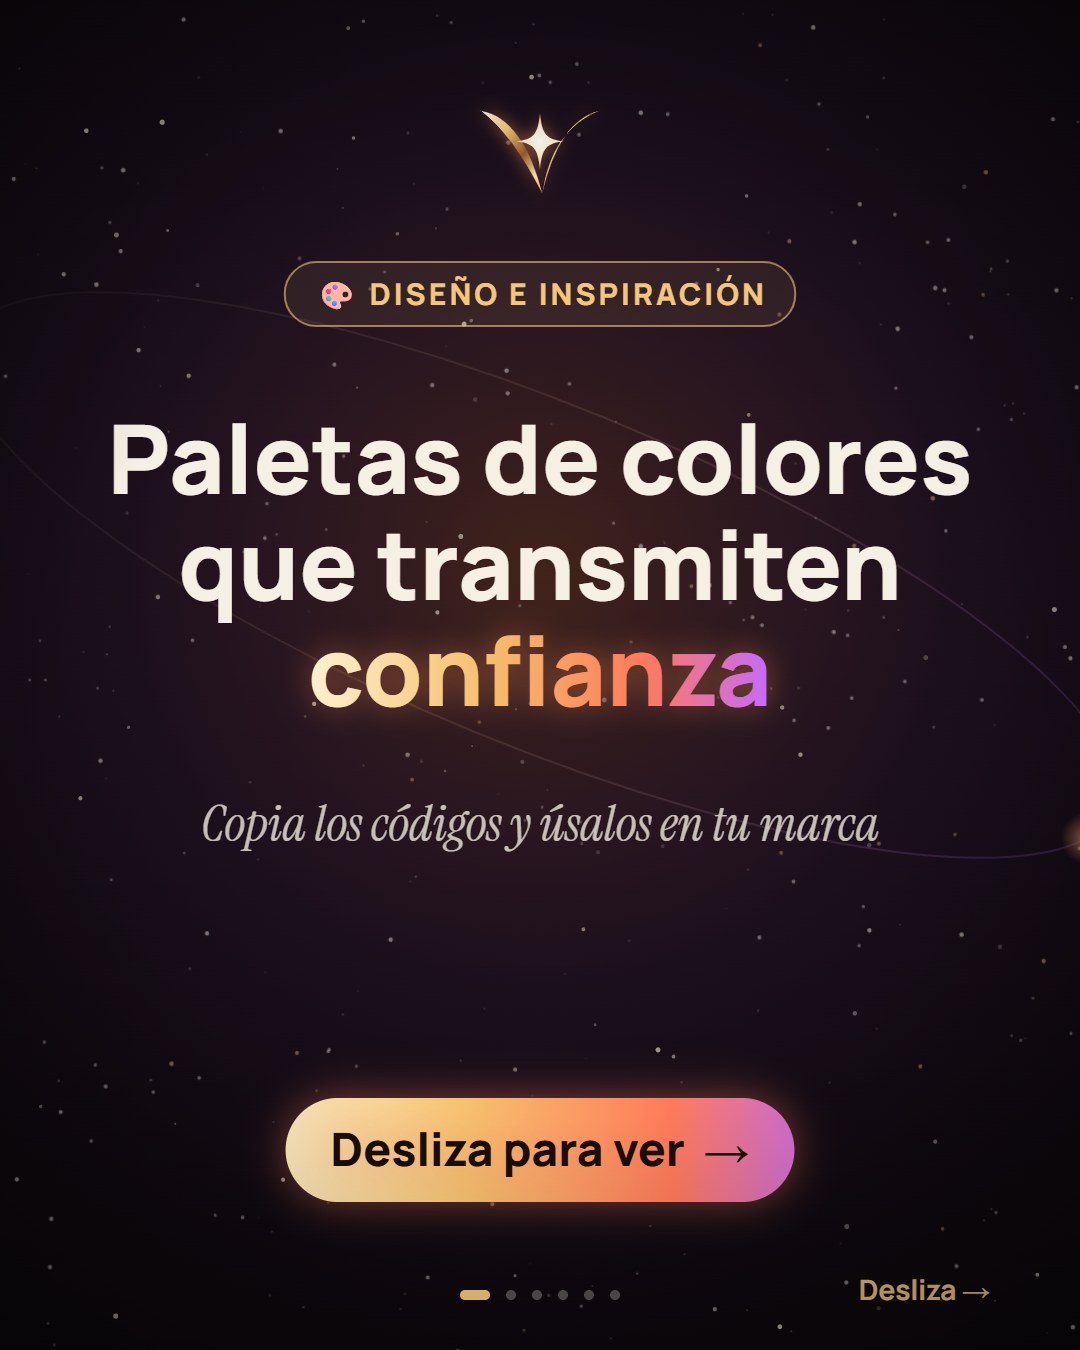 🎨 DISEÑO E INSPIRACIÓN
Paletas de colores
que transmiten
confianza
Copia los códigos y úsalos en tu marca
Desliza para ver →
Desliza →